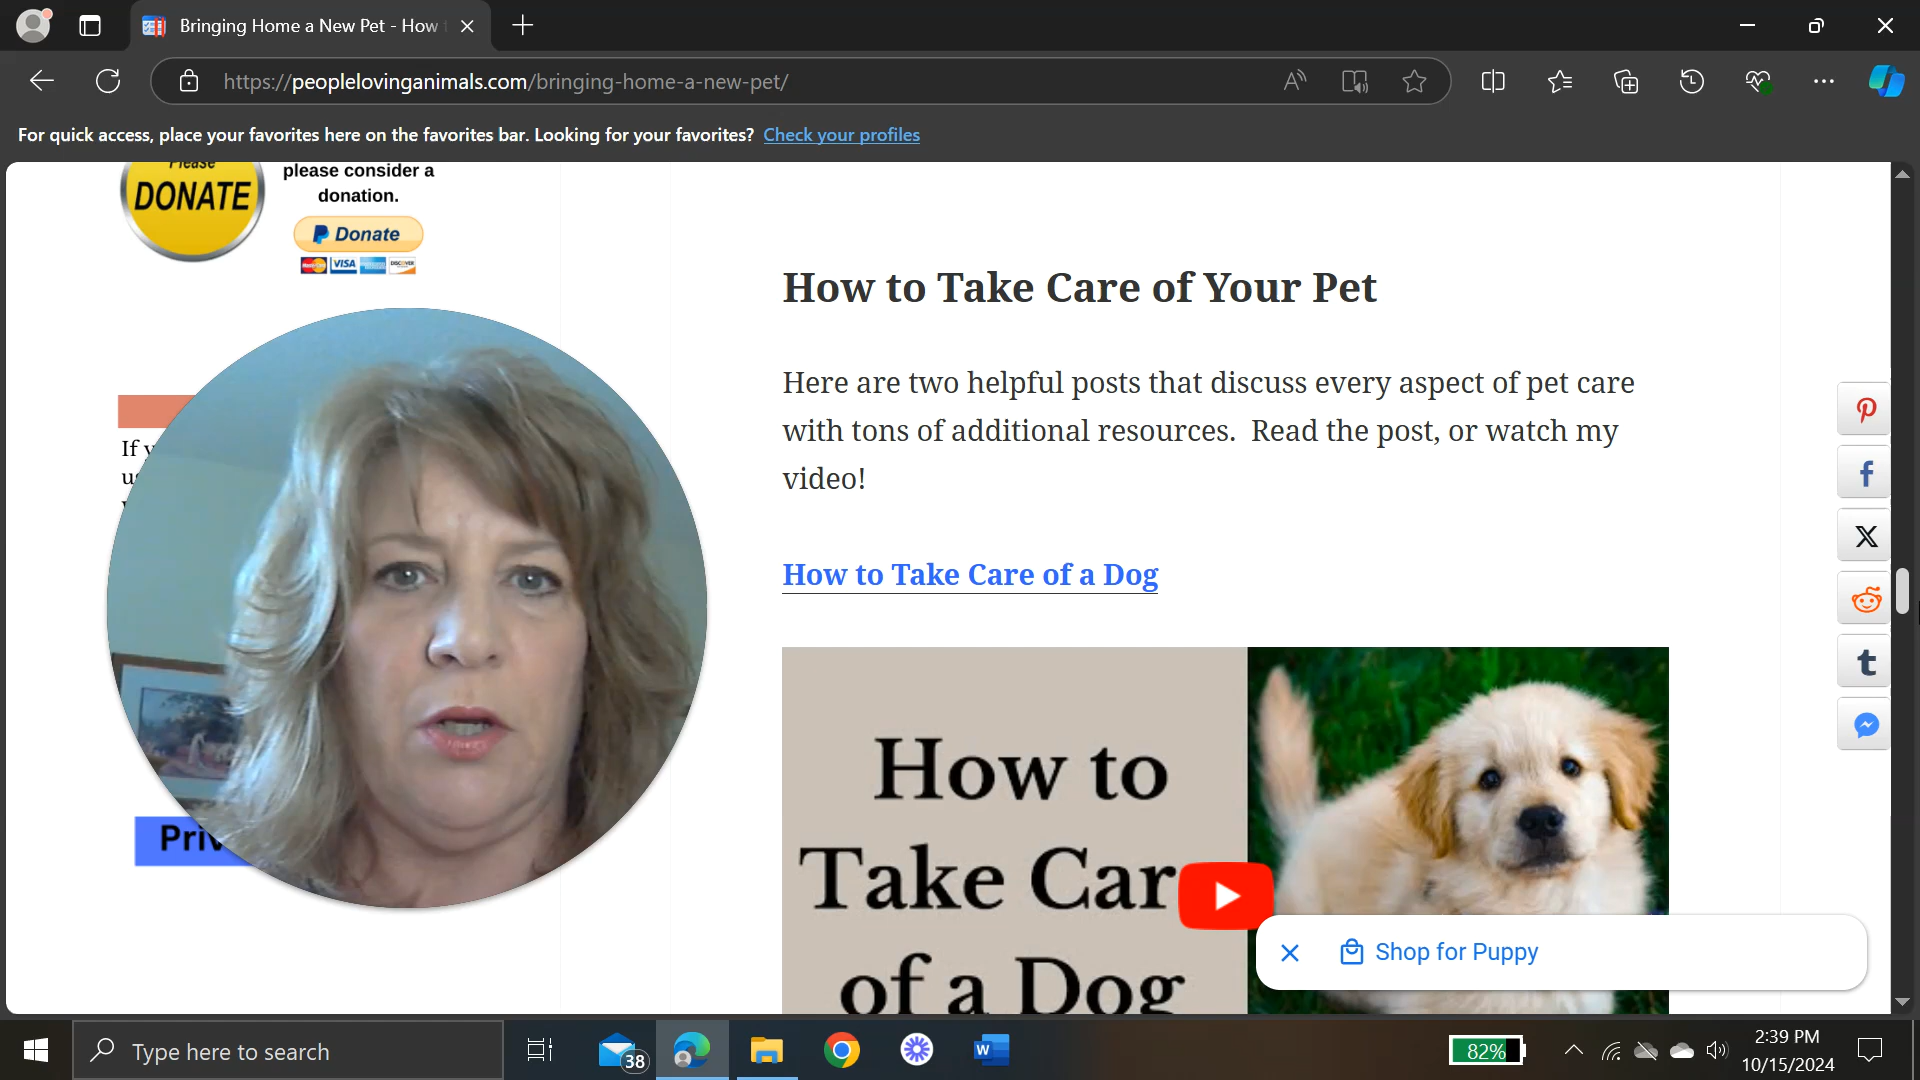 Bringing Home a New Pet - How
https://peoplelovinganimals.com/bringing-home-a-new-pet/
For quick access, place your favorites here on the favorites bar. Looking for your favorites? Check your profiles
Please
DONATE
please consider a
donation.
Donate
VISA
DISCOVER
How to Take Care of Your Pet
Here are two helpful posts that discuss every aspect of pet care
with tons of additional resources. Read the post, or watch my
video!
If
How to Take Care of a Dog
How to
Take Car
of a Dog
Shop for Puppy
Type here to search
38
82%
2:39 PM
10/15/2024